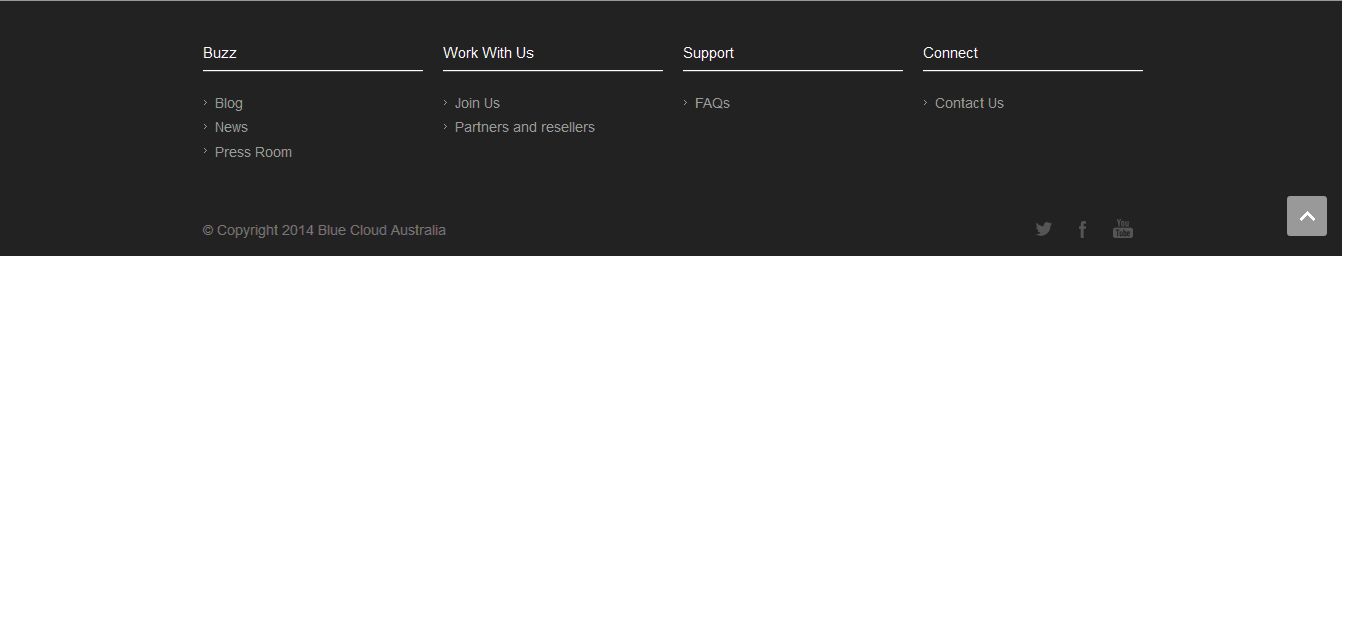 Buzz
Blog
News
Press Room
Work With Us
Join Us
Partners and resellers
Support
FAQs
Connect
Contact Us
© Copyright 2014 Blue Cloud Australia
You
Tube